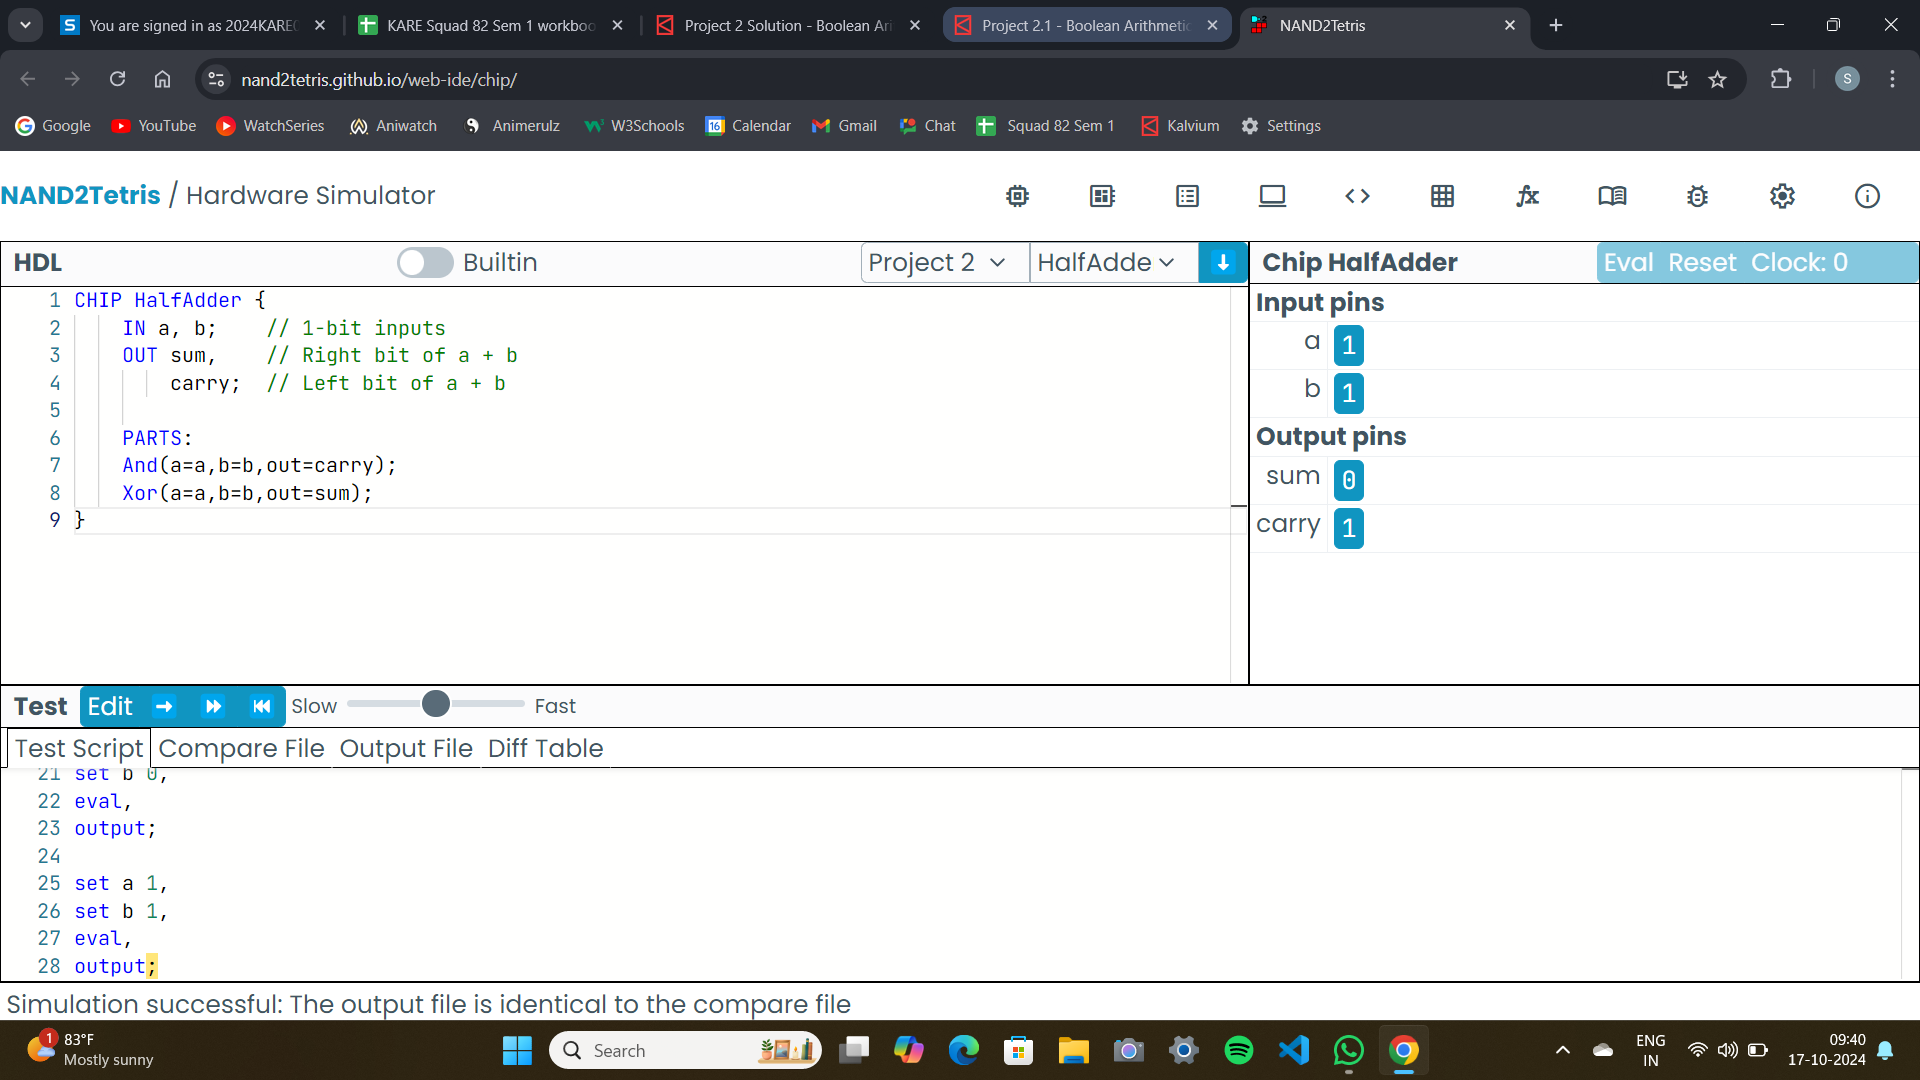 You are signed in as 2024KARE
KARE Squad 82 Sem 1 workboo
Project 2 Solution - Boolean Ari
Project 2.1 - Boolean Arithmetic
NAND2Tetris
nand2tetris.github.io/web-ide/chip/
S
Google
YouTube
WatchSeries
Aniwatch
Animerulz
W3Schools
16
Calendar
Gmail
Chat
Squad 82 Sem 1
Kalvium
Settings
NAND2Tetris / Hardware Simulator
HDL
Builtin
Project 2
HalfAdde
Chip HalfAdder
Eval Reset Clock: 0
1 CHIP HalfAdder {
2 IN a, b; // 1-bit inputs
3 OUT sum, // Right bit of a + b
4 carry; // Left bit of a + b
5
6 PARTS:
7 And(a=a,b=b,out=carry);
8 Xor(a=a,b=b,out=sum);
9 }
Input pins
a 1
b 1
Output pins
sum 0
carry 1
Test Edit Slow Fast
Test Script Compare File Output File Diff Table
21 set b 0,
22 eval,
23 output;
24
25 set a 1,
26 set b 1,
27 eval,
28 output;
Simulation successful: The output file is identical to the compare file
1
83°F
Mostly sunny
Search
ENG
IN
09:40
17-10-2024